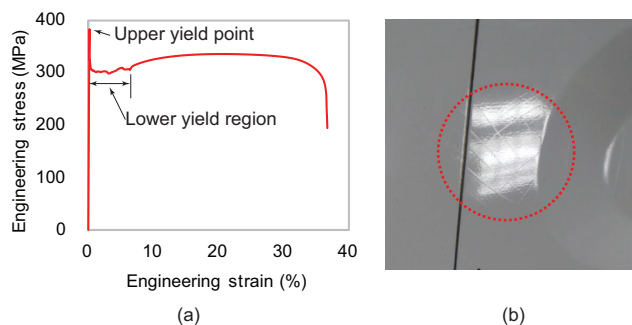 Engineering stress (MPa)
400
300
200
100
0
Upper yield point
Lower yield region
0
10
20
30
40
Engineering strain (%)
(a)
(b)